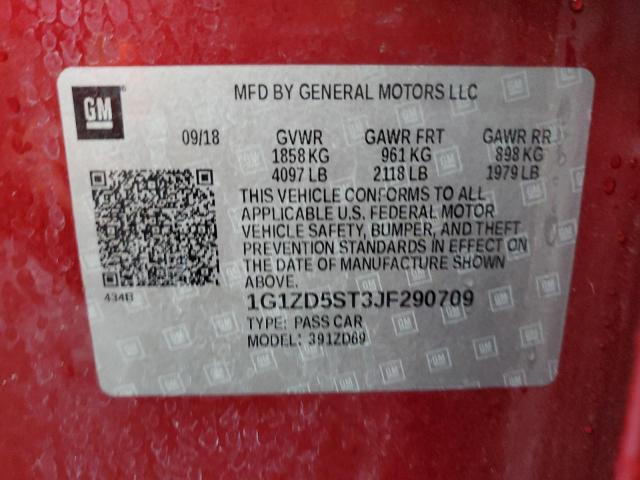 GM
MFD BY GENERAL MOTORS LLC
09/18 GVWR GAWR FRT GAWR RR
1858 KG 961 KG 898 KG
4097 LB 2118 LB 1979 LB
THIS VEHICLE CONFORMS TO ALL
APPLICABLE U.S. FEDERAL MOTOR
VEHICLE SAFETY, BUMPER, AND THEFT
PREVENTION STANDARDS IN EFFECT ON
THE DATE OF MANUFACTURE SHOWN
ABOVE.
434B
1G1ZD5ST3JF290709
TYPE: PASS CAR
MODEL: 391ZD69